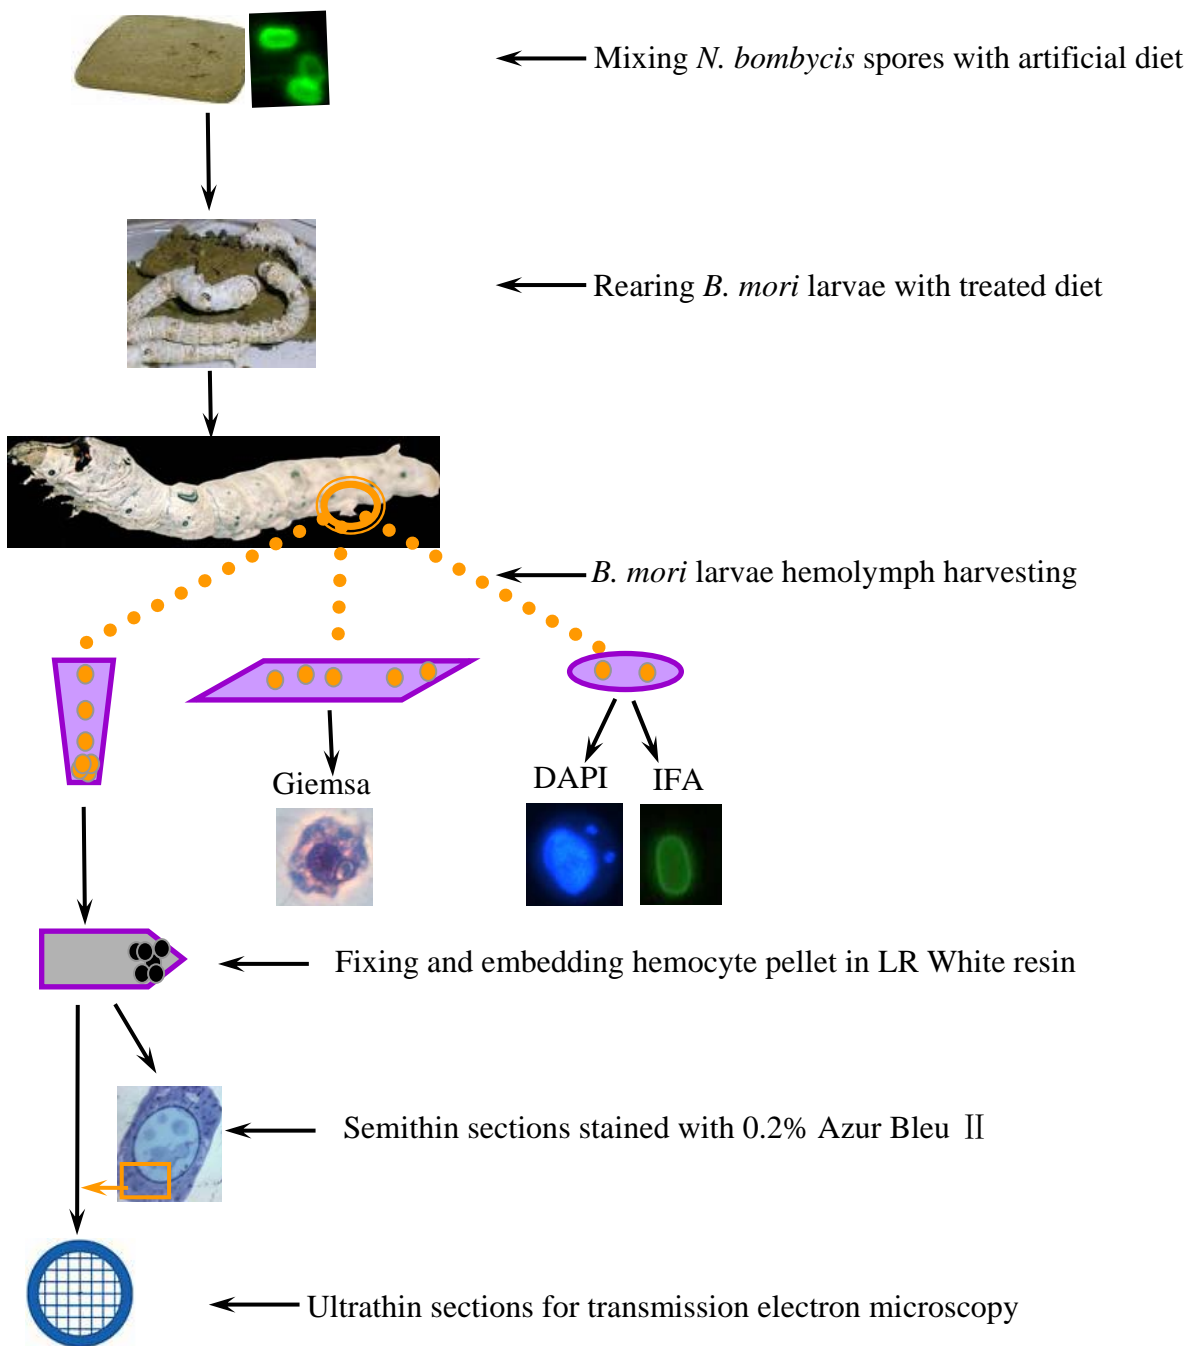 Mixing N. bombycis spores with artificial diet
Rearing B. mori larvae with treated diet
B. mori larvae hemolymph harvesting
Giemsa
DAPI
IFA
Fixing and embedding hemocyte pellet in LR White resin
Semithin sections stained with 0.2% Azur Bleu Ⅱ
Ultrathin sections for transmission electron microscopy